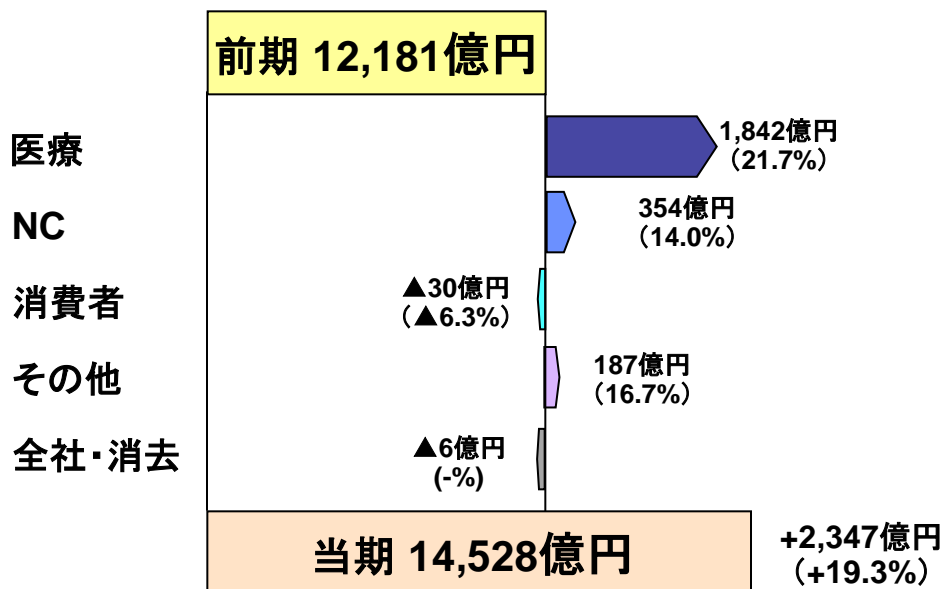 前期 12,181億円
医療
1,842億円
(21.7%)
NC
354億円
(14.0%)
消費者
▲30億円
(▲6.3%)
その他
187億円
(16.7%)
全社・消去
▲6億円
(-%)
当期 14,528億円
+2,347億円
(+19.3%)